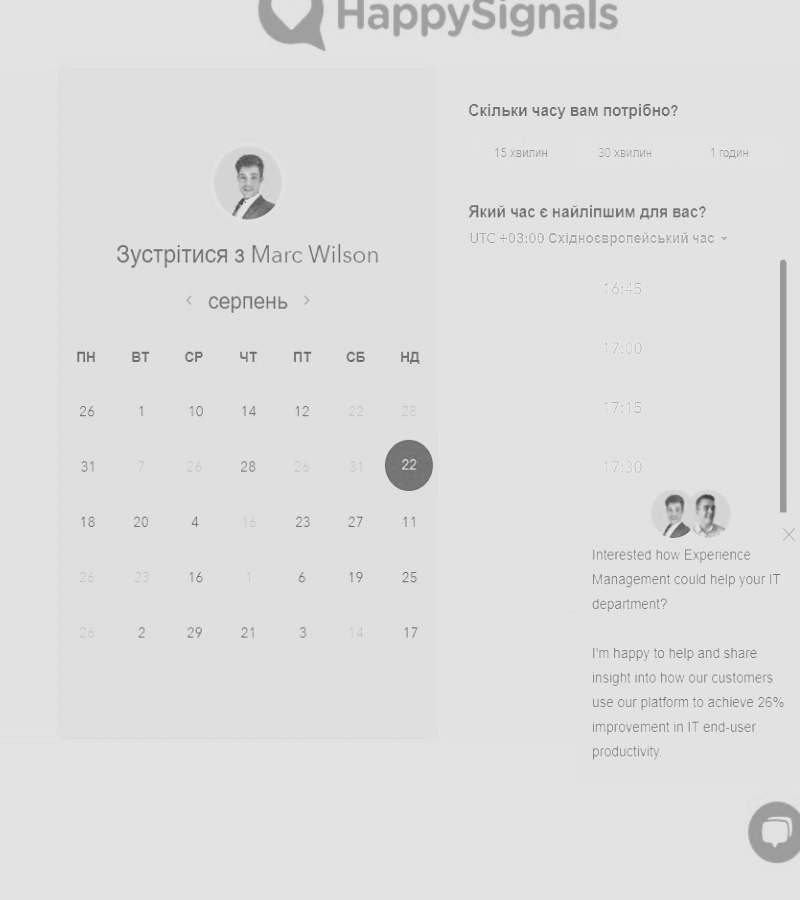 HappySignals
Зустрітися з Marc Wilson
серпень
ПН ВТ СР ЧТ ПТ СБ НД
26 1 10 14 12 22 28
31 7 26 28 26 31 22
18 20 4 16 23 27 11
26 23 16 1 6 19 25
26 2 29 21 3 14 17
Скільки часу вам потрібно?
15 хвилин 30 хвилин 1 годин
Який час є найліпшим для вас?
UTC +03:00 Східноєвропейський час
16:45
17:00
17:15
17:30
Interested how Experience
Management could help your IT
department?
I'm happy to help and share
insight into how our customers
use our platform to achieve 26%
improvement in IT end-user
productivity.